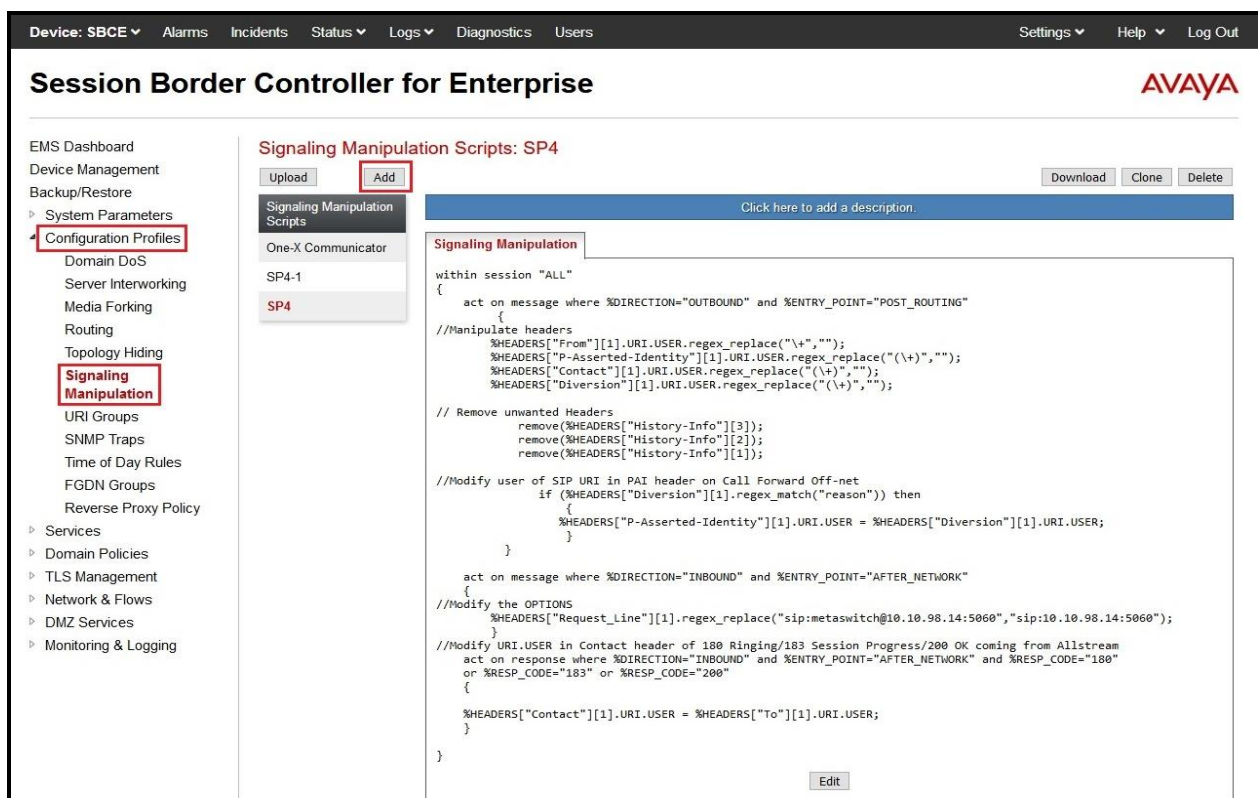 Device: SBCE Alarms Incidents Status Logs Diagnostics Users Settings Help Log Out
Session Border Controller for Enterprise
AVAYA
EMS Dashboard
Device Management
Backup/Restore
System Parameters
Configuration Profiles
Domain DoS
Server Interworking
Media Forking
Routing
Topology Hiding
Signaling
Manipulation
URI Groups
SNMP Traps
Time of Day Rules
FGDN Groups
Reverse Proxy Policy
Services
Domain Policies
TLS Management
Network & Flows
DMZ Services
Monitoring & Logging
Signaling Manipulation Scripts: SP4
Upload Add Download Clone Delete
Signaling Manipulation
Scripts
One-X Communicator
SP4-1
SP4
Click here to add a description.
Signaling Manipulation
within session "ALL"
{
act on message where %DIRECTION="OUTBOUND" and %ENTRY_POINT="POST_ROUTING"
{
//Manipulate headers
%HEADERS["From"][1].URI.USER.regex_replace("\+","");
%HEADERS["P-Asserted-Identity"][1].URI.USER.regex_replace("(\+)","");
%HEADERS["Contact"][1].URI.USER.regex_replace("(\+)","");
%HEADERS["Diversion"][1].URI.USER.regex_replace("(\+)","");
// Remove unwanted Headers
remove(%HEADERS["History-Info"][3]);
remove(%HEADERS["History-Info"][2]);
remove(%HEADERS["History-Info"][1]);
//Modify user of SIP URI in PAI header on Call Forward Off-net
if (%HEADERS["Diversion"][1].regex_match("reason")) then
{
%HEADERS["P-Asserted-Identity"][1].URI.USER = %HEADERS["Diversion"][1].URI.USER;
}
}
act on message where %DIRECTION="INBOUND" and %ENTRY_POINT="AFTER_NETWORK"
{
//Modify the OPTIONS
%HEADERS["Request_Line"][1].regex_replace("sip:metaswitch@10.10.98.14:5060","sip:10.10.98.14:5060");
}
//Modify URI.USER in Contact header of 180 Ringing/183 Session Progress/200 OK coming from Allstream
act on response where %DIRECTION="INBOUND" and %ENTRY_POINT="AFTER_NETWORK" and %RESP_CODE="180"
or %RESP_CODE="183" or %RESP_CODE="200"
{
%HEADERS["Contact"][1].URI.USER = %HEADERS["To"][1].URI.USER;
}
}
Edit